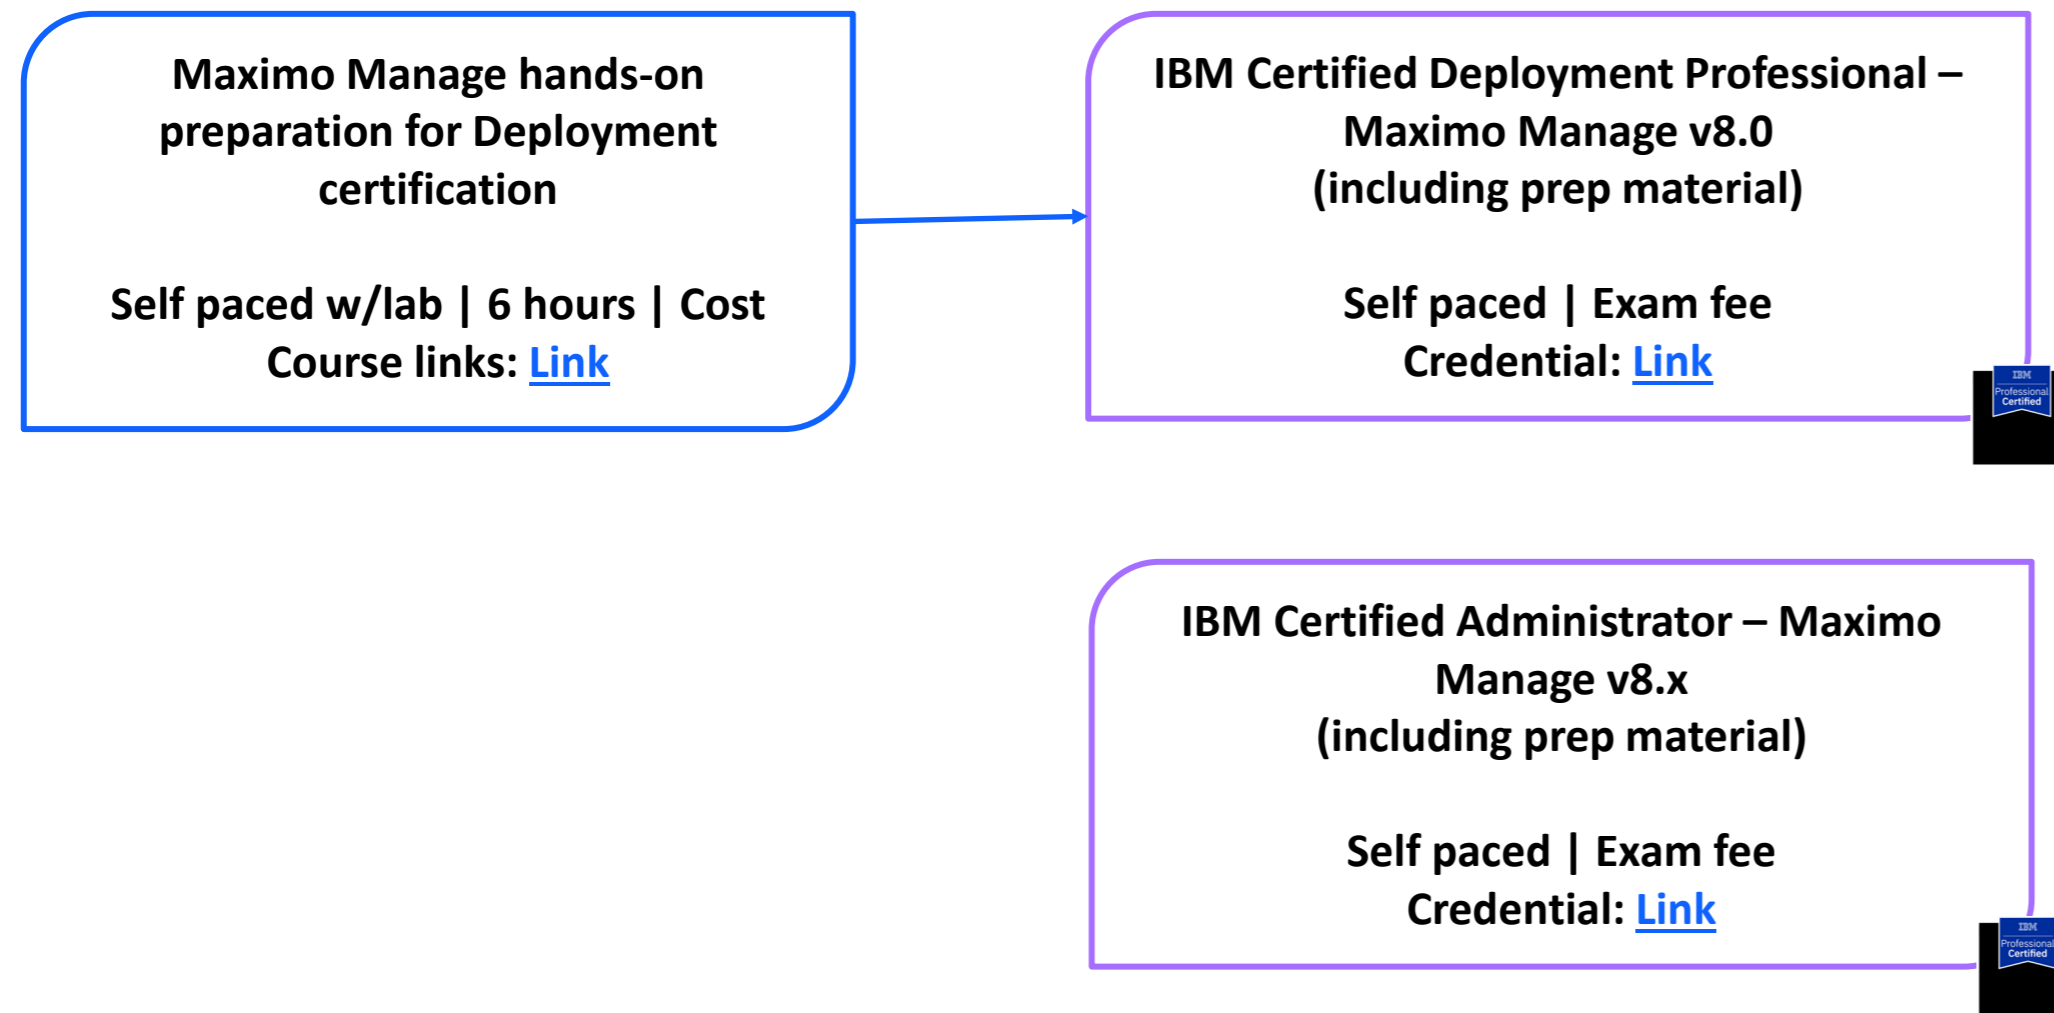 Maximo Manage hands-on
preparation for Deployment
certification
Self paced w/lab | 6 hours | Cost
Course links: Link
IBM Certified Deployment Professional –
Maximo Manage v8.0
(including prep material)
Self paced | Exam fee
Credential: Link
IBM
Professional
Certified
IBM Certified Administrator – Maximo
Manage v8.x
(including prep material)
Self paced | Exam fee
Credential: Link
IBM
Professional
Certified